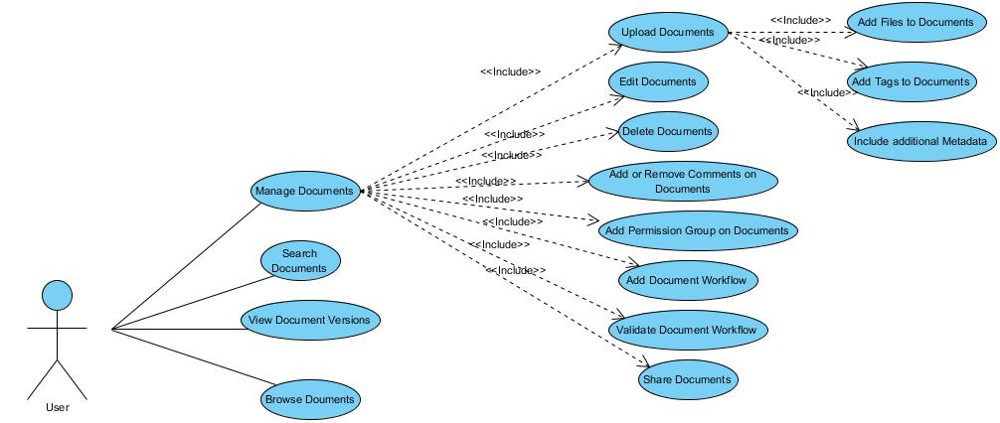 Upload Documents
<<Include>>
Add Files to Documents
<<Include>>
Add Tags to Documents
<<Include>>
Include additional Metadata
<<Include>>
Edit Documents
<<Include>>
Delete Documents
<<Include>>
Add or Remove Comments on
Documents
<<Include>>
Manage Documents
<<Include>>
Add Permission Group on Documents
<<Include>>
Add Document Workflow
<<Include>>
Validate Document Workflow
<<Include>>
Share Documents
Search
Documents
View Document Versions
Browse Douments
User